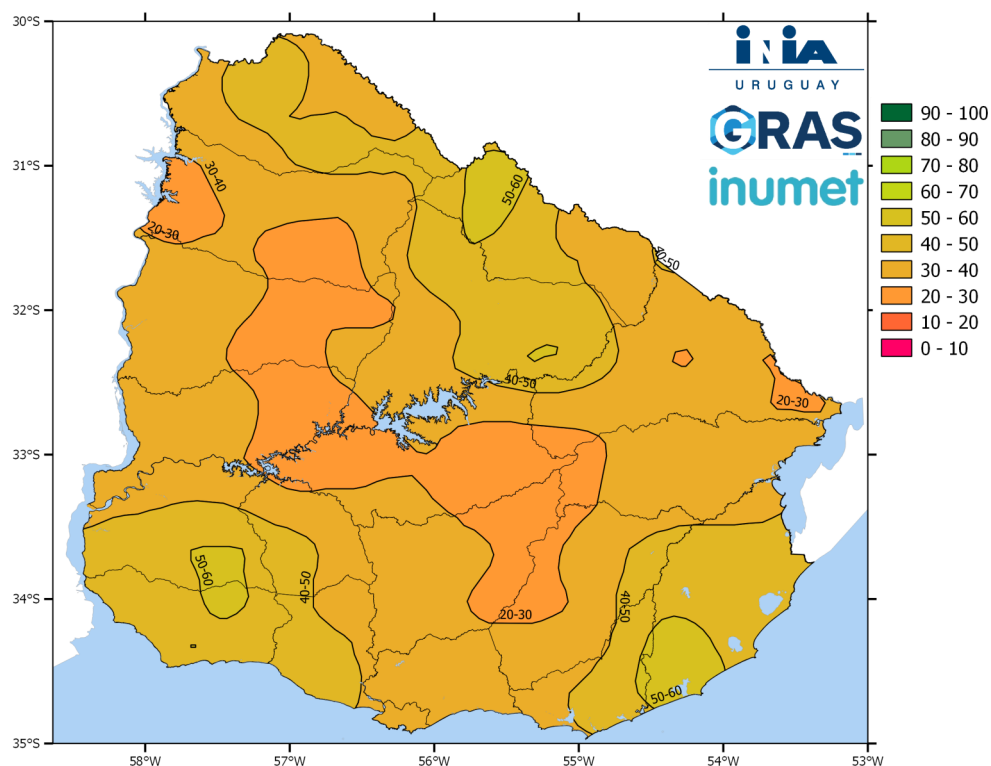 30°S
31°S
32°S
33°S
34°S
35°S
58°W
57°W
56°W
55°W
54°W
53°W
iNiA
URUGUAY
GRAS
inumet
90 - 100
80 - 90
70 - 80
60 - 70
50 - 60
40 - 50
30 - 40
20 - 30
10 - 20
0 - 10
30-40
20-30
50-60
40-50
40-50
20-30
50-60
40-50
20-30
40-50
50-60